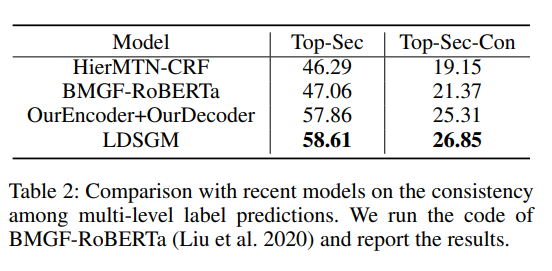 Model Top-Sec Top-Sec-Con
HierMTN-CRF 46.29 19.15
BMGF-RoBERTa 47.06 21.37
OurEncoder+OurDecoder 57.86 25.31
LDSGM 58.61 26.85
Table 2: Comparison with recent models on the consistency
among multi-level label predictions. We run the code of
BMGF-RoBERTa (Liu et al. 2020) and report the results.